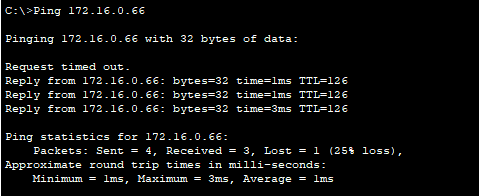 C:\>Ping 172.16.0.66
Pinging 172.16.0.66 with 32 bytes of data:
Request timed out.
Reply from 172.16.0.66: bytes=32 time=1ms TTL=126
Reply from 172.16.0.66: bytes=32 time=1ms TTL=126
Reply from 172.16.0.66: bytes=32 time=3ms TTL=126
Ping statistics for 172.16.0.66:
    Packets: Sent = 4, Received = 3, Lost = 1 (25% loss),
Approximate round trip times in milli-seconds:
    Minimum = 1ms, Maximum = 3ms, Average = 1ms